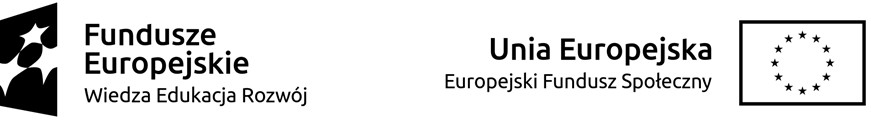 Fundusze
Europejskie
Wiedza Edukacja Rozwój
Unia Europejska
Europejski Fundusz Społeczny